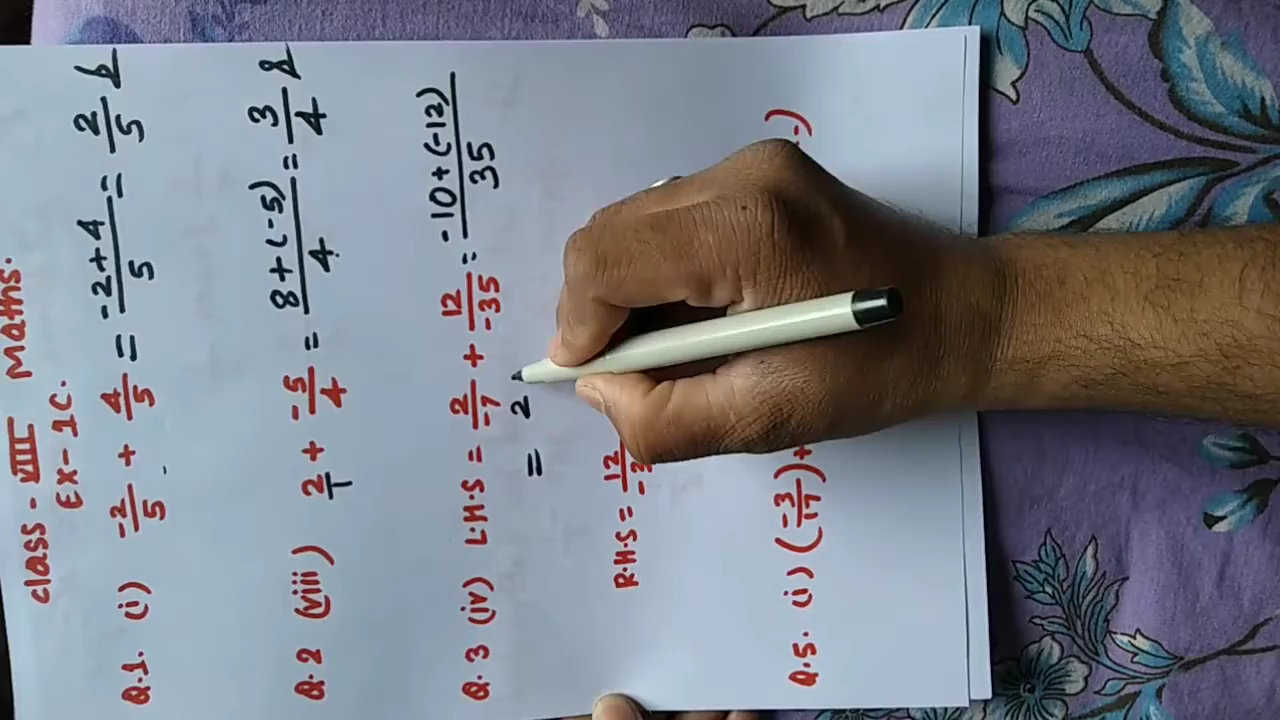 class - VIII Maths.
Ex - 1C.
Q.1. (i) -2/5 + 4/5 = -2+4/5 = 2/5
Q. 2 (viii) 2/1 + -5/4 = 8+(-5)/4 = 3/4
Q. 3 (iv) L.H.S = 2/-7 + 12/-35 = -10+(-12)/35
= 2
R.H.S = 12/
Q.5. (i) (-3/17)+